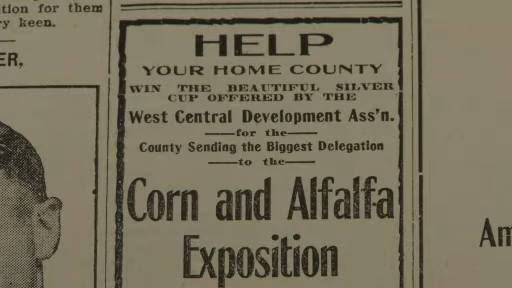 tion for them
ry keen.
ER,
HELP
YOUR HOME COUNTY
WIN THE BEAUTIFUL SILVER
CUP OFFERED BY THE
West Central Development Ass'n.
—for the—
County Sending the Biggest Delegation
—to the—
Corn and Alfalfa
Exposition
Am